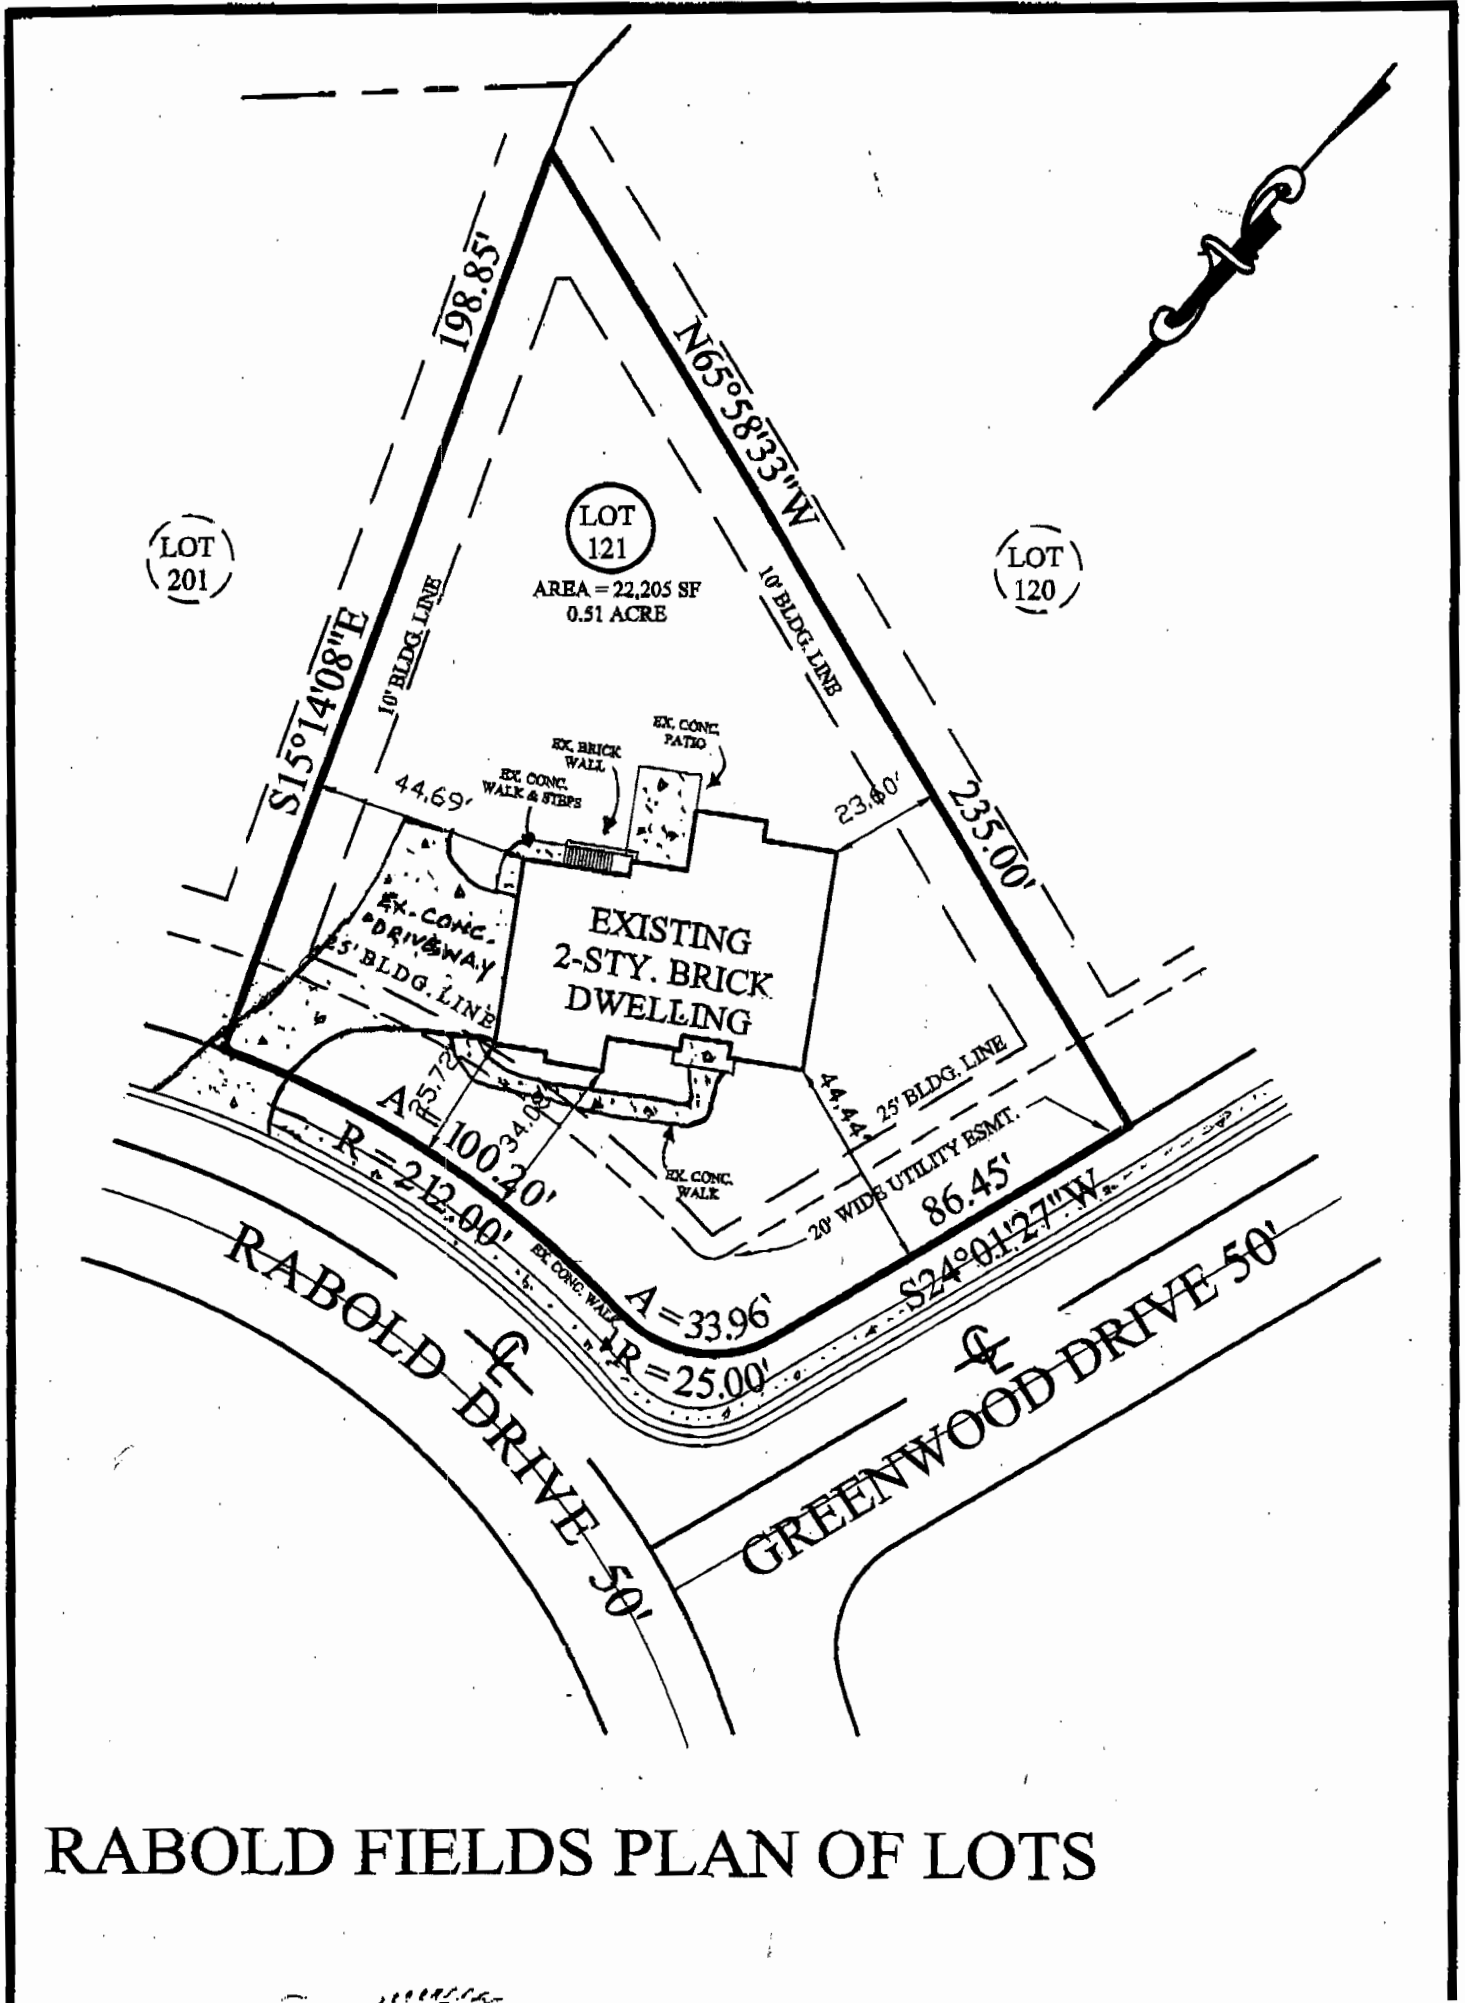 198.85'
S15°14'08"E
N65°58'33"W
235.00'
LOT
201
LOT
121
AREA = 22,205 SF
0.51 ACRE
LOT
120
10' BLDG. LINE
10' BLDG. LINE
EX. CONC.
PATIO
EX. BRICK
WALL
EX. CONC.
WALK & STEPS
44.69'
23.60'
EX. CONC.
DRIVEWAY
25' BLDG. LINE
EXISTING
2-STY. BRICK
DWELLING
25.72'
34.08'
44.44'
25' BLDG. LINE
20' WIDE UTILITY ESMT.
EX. CONC.
WALK
A = 100.20'
R = 212.00'
EX. CONC. WALK
A = 33.96'
R = 25.00'
86.45'
S24°01'27"W
RABOLD DRIVE 50'
GREENWOOD DRIVE 50'
RABOLD FIELDS PLAN OF LOTS